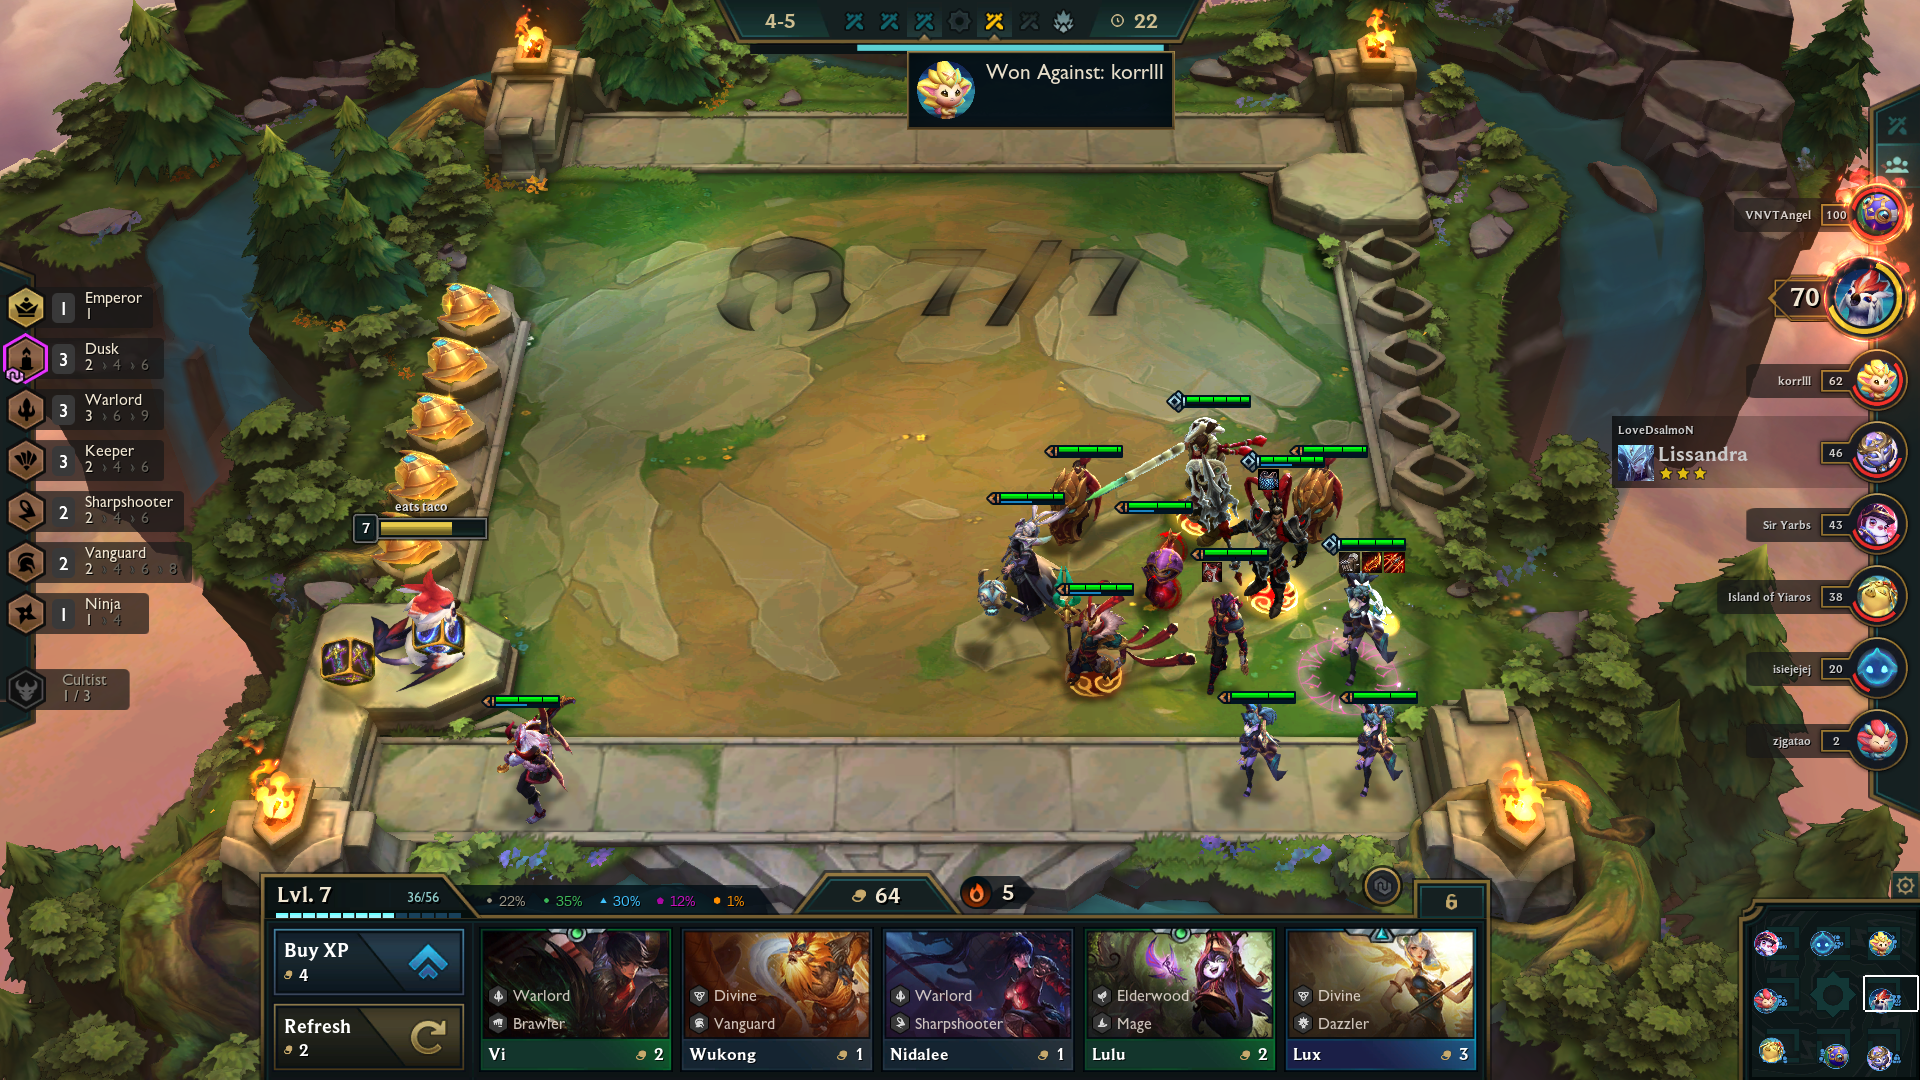 4-5
22
Won Against: korrlll
7/7
VNVTAngel 100
70
korrlll 62
LoveDsalmoN
Lissandra
46
Sir Yarbs 43
Island of Yiaros 38
isiejejej 20
zjgatao 2
1 Emperor
1
3 Dusk
2 › 4 › 6
3 Warlord
3 › 6 › 9
3 Keeper
2 › 4 › 6
2 Sharpshooter
2 › 4 › 6
2 Vanguard
2 › 4 › 6 › 8
1 Ninja
1 › 4
Cultist
1 / 3
eats taco
7
Lvl. 7
36/56
22% 35% 30% 12% 1%
64
5
6
Buy XP
4
Refresh
2
Warlord
Brawler
Vi 2
Divine
Vanguard
Wukong 1
Warlord
Sharpshooter
Nidalee 1
Elderwood
Mage
Lulu 2
Divine
Dazzler
Lux 3